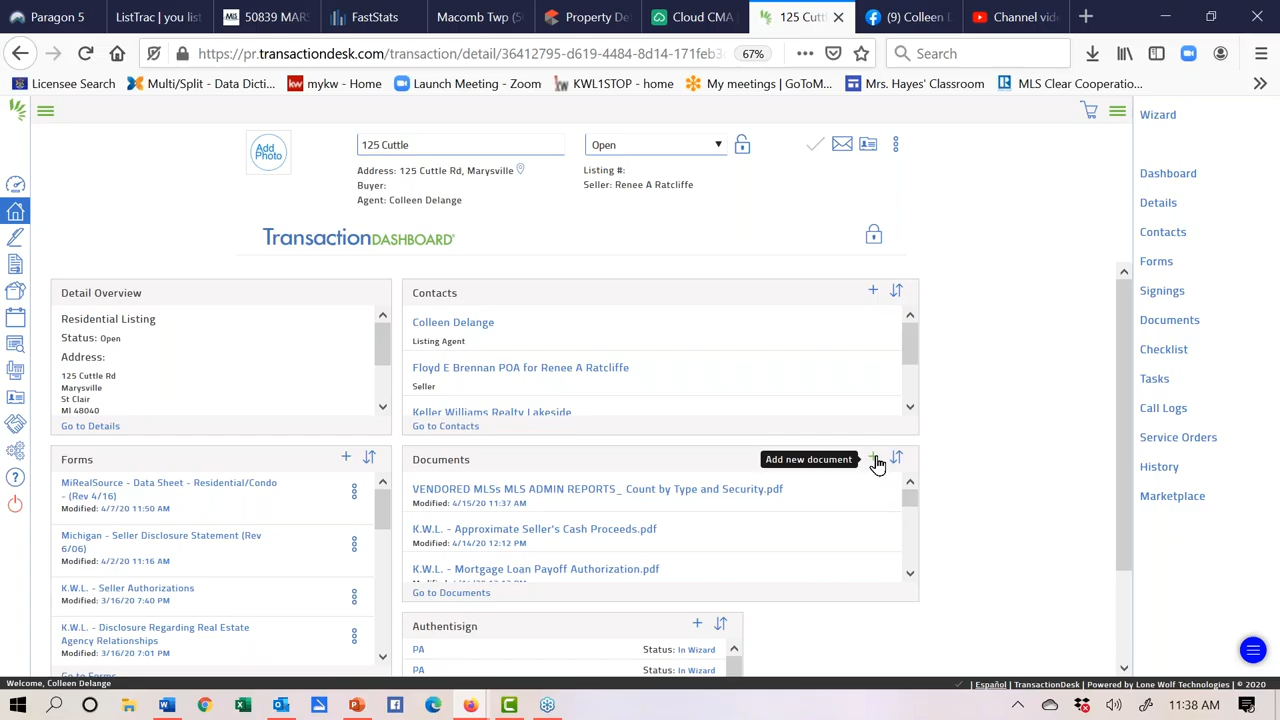 Paragon 5
ListTrac | you list
50839 MARS
FastStats
Macomb Twp (5
Property De
Cloud CMA
125 Cuttl
(9) Colleen D
Channel vide
https://pr.transactiondesk.com/transaction/detail/36412795-d619-4484-8d14-171feb3
67%
Search
Licensee Search
Multi/Split - Data Dicti...
mykw - Home
Launch Meeting - Zoom
KWL1STOP - home
My meetings | GoToM...
Mrs. Hayes' Classroom
MLS Clear Cooperatio...
Add Photo
125 Cuttle
Open
Address: 125 Cuttle Rd, Marysville
Buyer:
Agent: Colleen Delange
Listing #:
Seller: Renee A Ratcliffe
TransactionDASHBOARD
Detail Overview
Residential Listing
Status: Open
Address:
125 Cuttle Rd
Marysville
St Clair
MI 48040
Go to Details
Contacts
Colleen Delange
Listing Agent
Floyd E Brennan POA for Renee A Ratcliffe
Seller
Keller Williams Realty Lakeside
Go to Contacts
Forms
MiRealSource - Data Sheet - Residential/Condo
- (Rev 4/16)
Modified: 4/7/20 11:50 AM
Michigan - Seller Disclosure Statement (Rev
6/06)
Modified: 4/2/20 11:16 AM
K.W.L. - Seller Authorizations
Modified: 3/16/20 7:40 PM
K.W.L. - Disclosure Regarding Real Estate
Agency Relationships
Modified: 3/16/20 7:01 PM
Go to Forms
Documents
Add new document
VENDORED MLSs MLS ADMIN REPORTS_ Count by Type and Security.pdf
Modified: 4/15/20 11:37 AM
K.W.L. - Approximate Seller's Cash Proceeds.pdf
Modified: 4/14/20 12:12 PM
K.W.L. - Mortgage Loan Payoff Authorization.pdf
Go to Documents
Authentisign
PA
Status: In Wizard
PA
Status: In Wizard
Wizard
Dashboard
Details
Contacts
Forms
Signings
Documents
Checklist
Tasks
Call Logs
Service Orders
History
Marketplace
Welcome, Colleen Delange
| Español | TransactionDesk | Powered by Lone Wolf Technologies | © 2020
11:38 AM